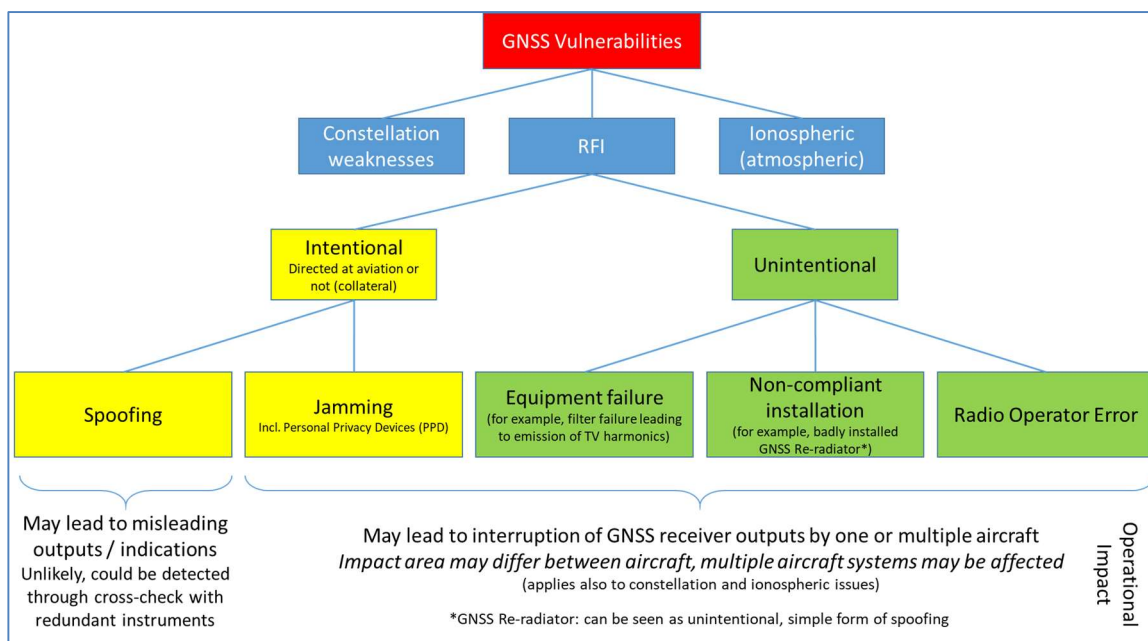 GNSS Vulnerabilities
Constellation
weaknesses
RFI
Ionospheric
(atmospheric)
Intentional
Directed at aviation or
not (collateral)
Unintentional
Spoofing
Jamming
Incl. Personal Privacy Devices (PPD)
Equipment failure
(for example, filter failure leading
to emission of TV harmonics)
Non-compliant
installation
(for example, badly installed
GNSS Re-radiator*)
Radio Operator Error
May lead to misleading
outputs / indications
Unlikely, could be detected
through cross-check with
redundant instruments
May lead to interruption of GNSS receiver outputs by one or multiple aircraft
Impact area may differ between aircraft, multiple aircraft systems may be affected
(applies also to constellation and ionospheric issues)
*GNSS Re-radiator: can be seen as unintentional, simple form of spoofing
Operational
Impact